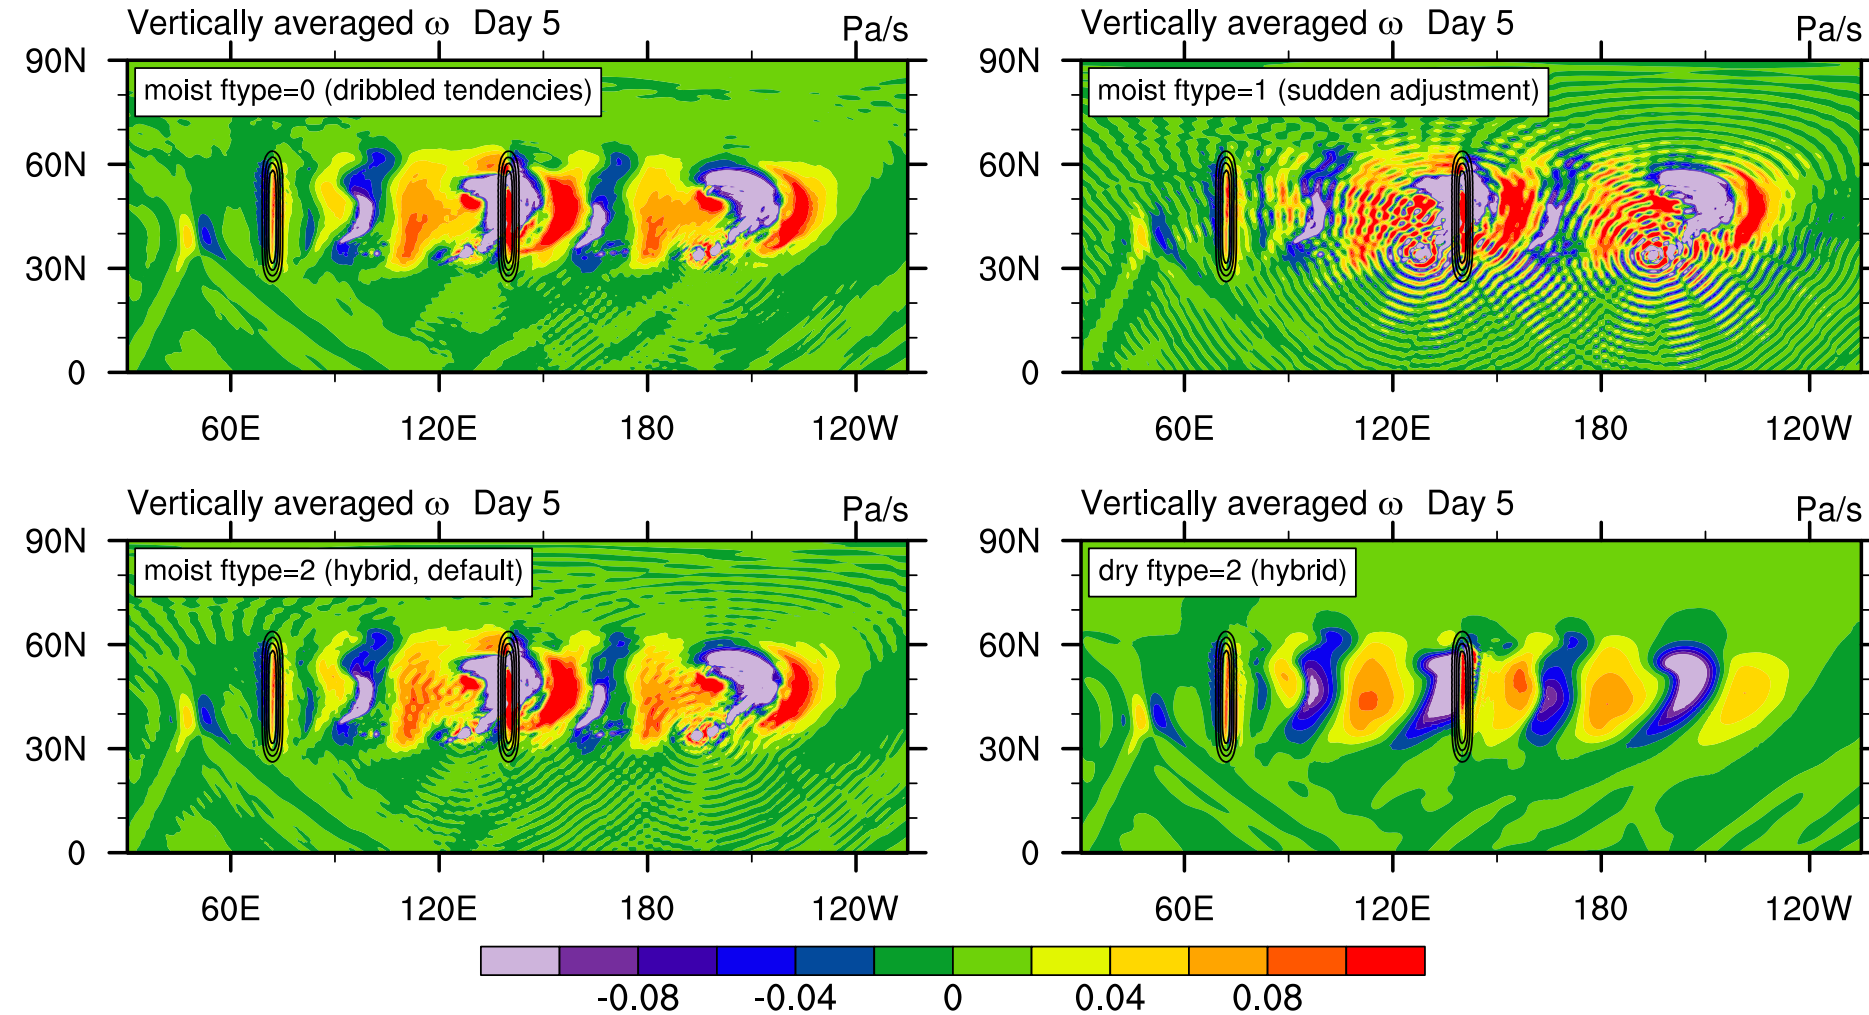 Vertically averaged ω Day 5 Pa/s
moist ftype=0 (dribbled tendencies)
90N
60N
30N
0
60E 120E 180 120W
Vertically averaged ω Day 5 Pa/s
moist ftype=1 (sudden adjustment)
90N
60N
30N
0
60E 120E 180 120W
Vertically averaged ω Day 5 Pa/s
moist ftype=2 (hybrid, default)
90N
60N
30N
0
60E 120E 180 120W
Vertically averaged ω Day 5 Pa/s
dry ftype=2 (hybrid)
90N
60N
30N
0
60E 120E 180 120W
-0.08 -0.04 0 0.04 0.08